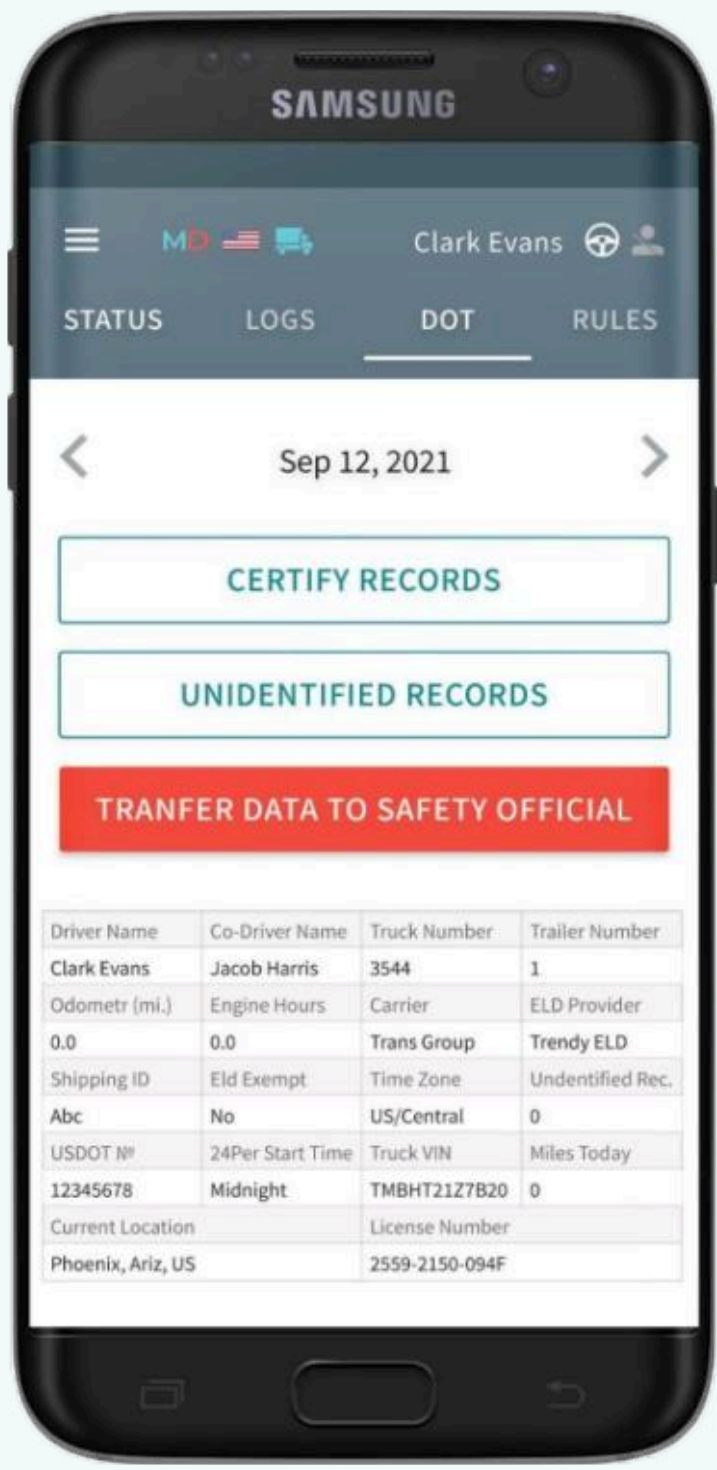 SAMSUNG
MD Clark Evans
STATUS LOGS DOT RULES
Sep 12, 2021
CERTIFY RECORDS
UNIDENTIFIED RECORDS
TRANFER DATA TO SAFETY OFFICIAL
Driver Name Co-Driver Name Truck Number Trailer Number
Clark Evans Jacob Harris 3544 1
Odometr (mi.) Engine Hours Carrier ELD Provider
0.0 0.0 Trans Group Trendy ELD
Shipping ID Eld Exempt Time Zone Undentified Rec.
Abc No US/Central 0
USDOT № 24Per Start Time Truck VIN Miles Today
12345678 Midnight TMBHT21Z7B20 0
Current Location License Number
Phoenix, Ariz, US 2559-2150-094F